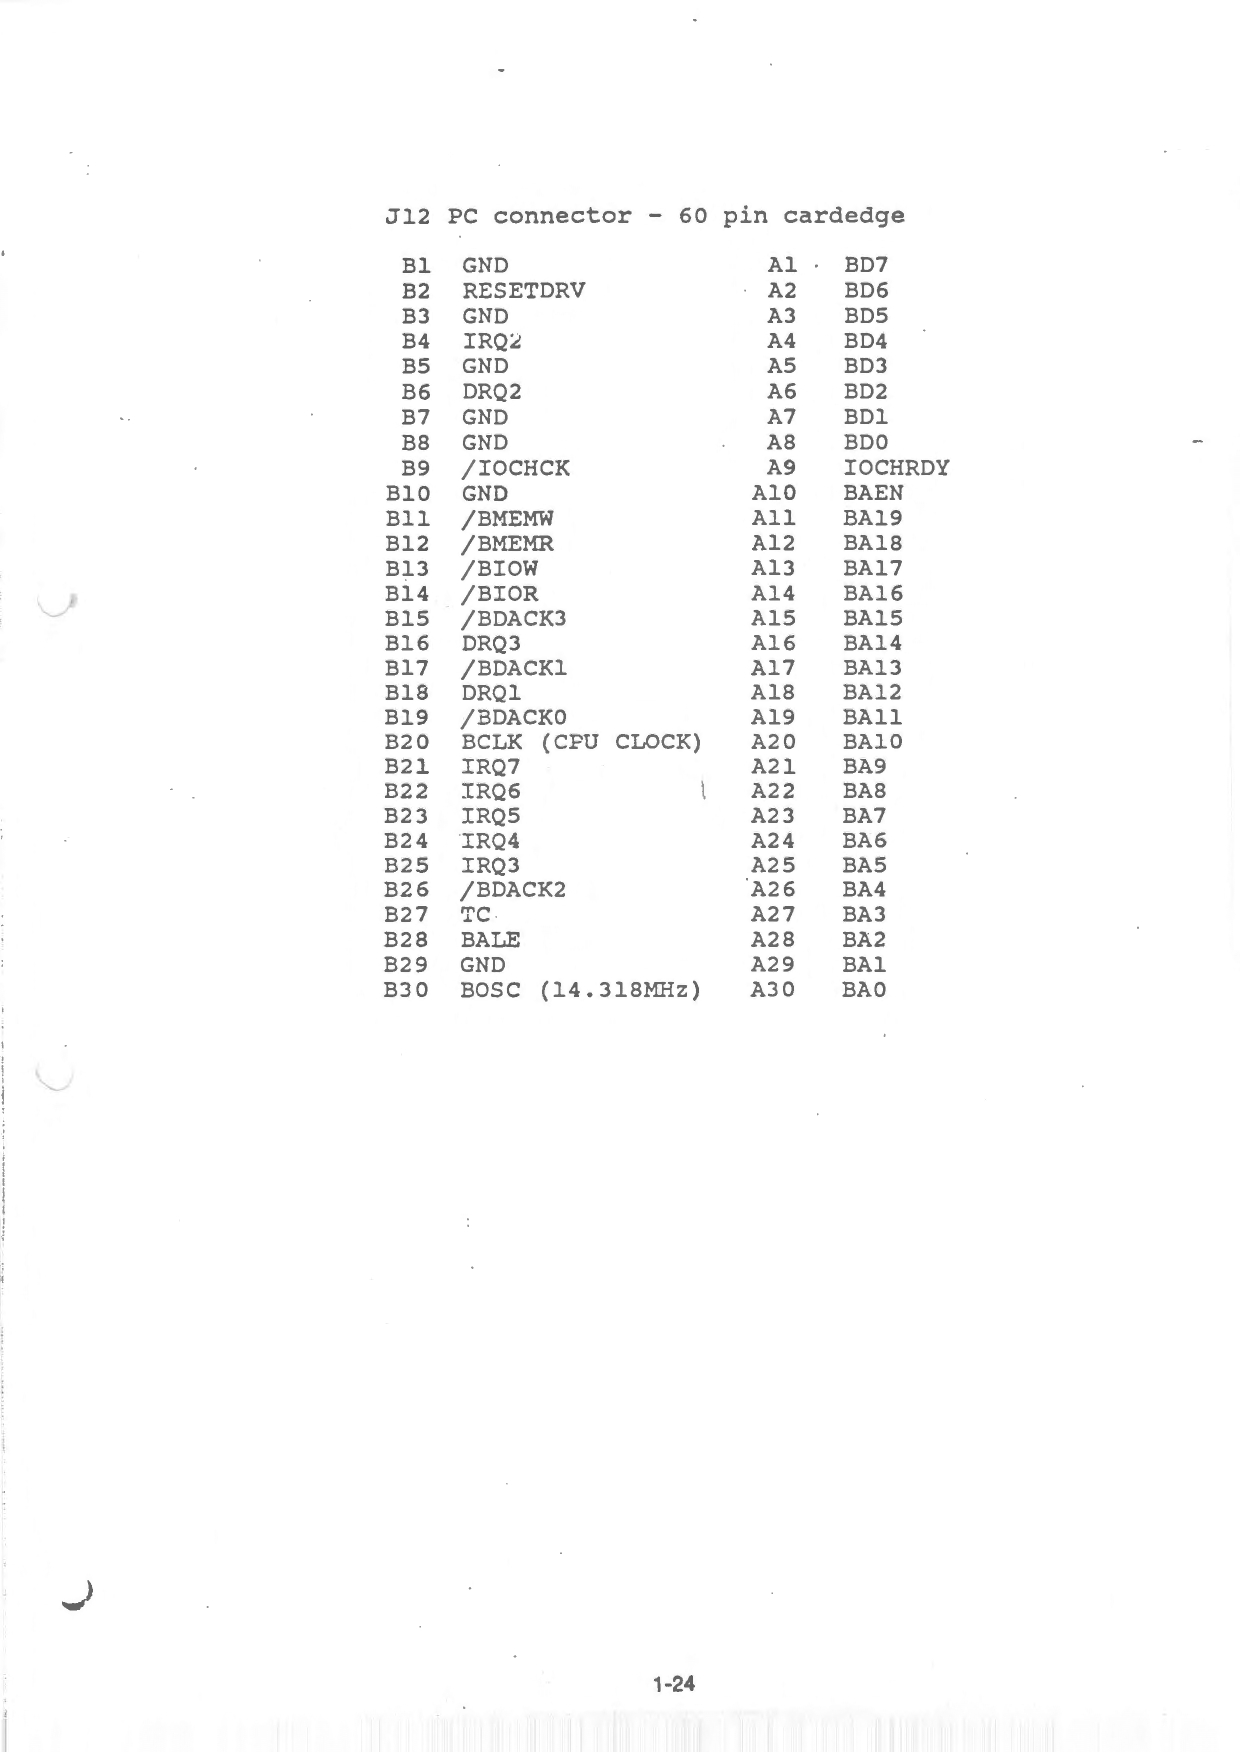 J12 PC connector - 60 pin cardedge
B1 GND A1 BD7
B2 RESETDRV A2 BD6
B3 GND A3 BD5
B4 IRQ2 A4 BD4
B5 GND A5 BD3
B6 DRQ2 A6 BD2
B7 GND A7 BD1
B8 GND A8 BD0
B9 /IOCHCK A9 IOCHRDY
B10 GND A10 BAEN
B11 /BMEMW A11 BA19
B12 /BMEMR A12 BA18
B13 /BIOW A13 BA17
B14 /BIOR A14 BA16
B15 /BDACK3 A15 BA15
B16 DRQ3 A16 BA14
B17 /BDACK1 A17 BA13
B18 DRQ1 A18 BA12
B19 /BDACK0 A19 BA11
B20 BCLK (CPU CLOCK) A20 BA10
B21 IRQ7 A21 BA9
B22 IRQ6 A22 BA8
B23 IRQ5 A23 BA7
B24 IRQ4 A24 BA6
B25 IRQ3 A25 BA5
B26 /BDACK2 A26 BA4
B27 TC A27 BA3
B28 BALE A28 BA2
B29 GND A29 BA1
B30 BOSC (14.318MHz) A30 BA0
1-24